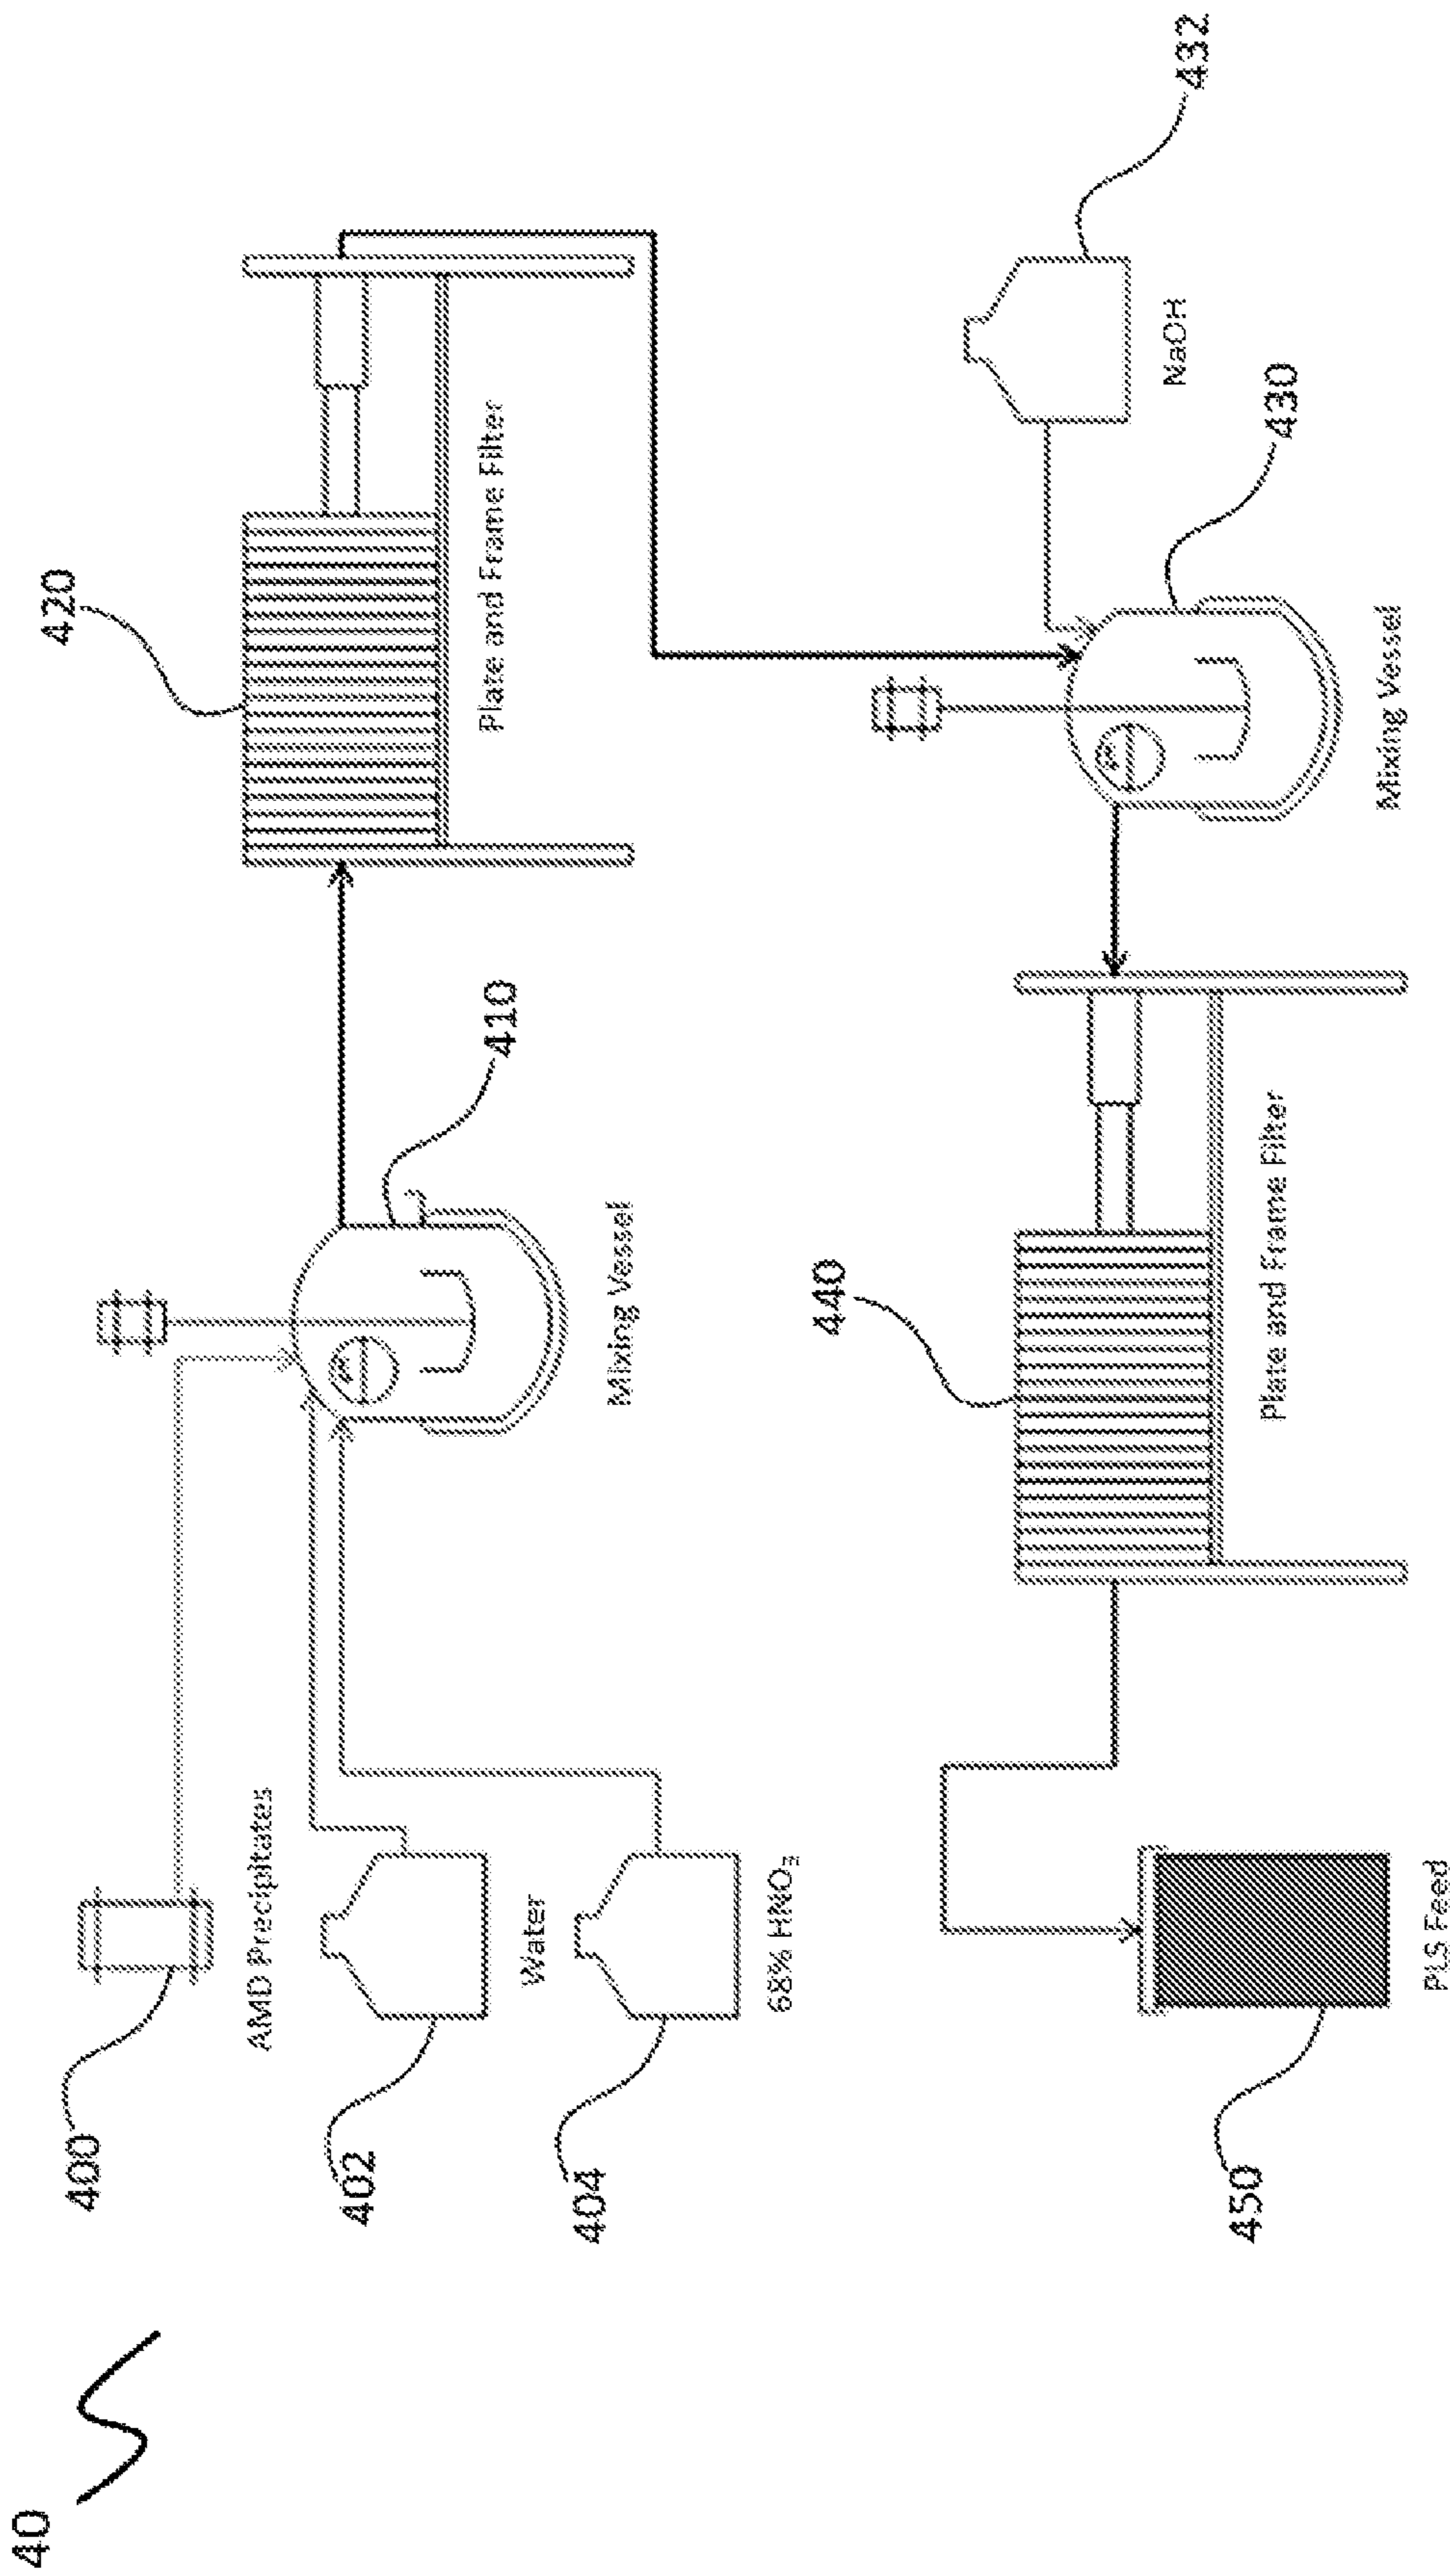 40
400
AMD Precipitates
402
Water
404
68% HNO₃
410
Mixing Vessel
420
Plate and Frame Filter
432
NaOH
430
Mixing Vessel
440
Plate and Frame Filter
450
PLS Feed